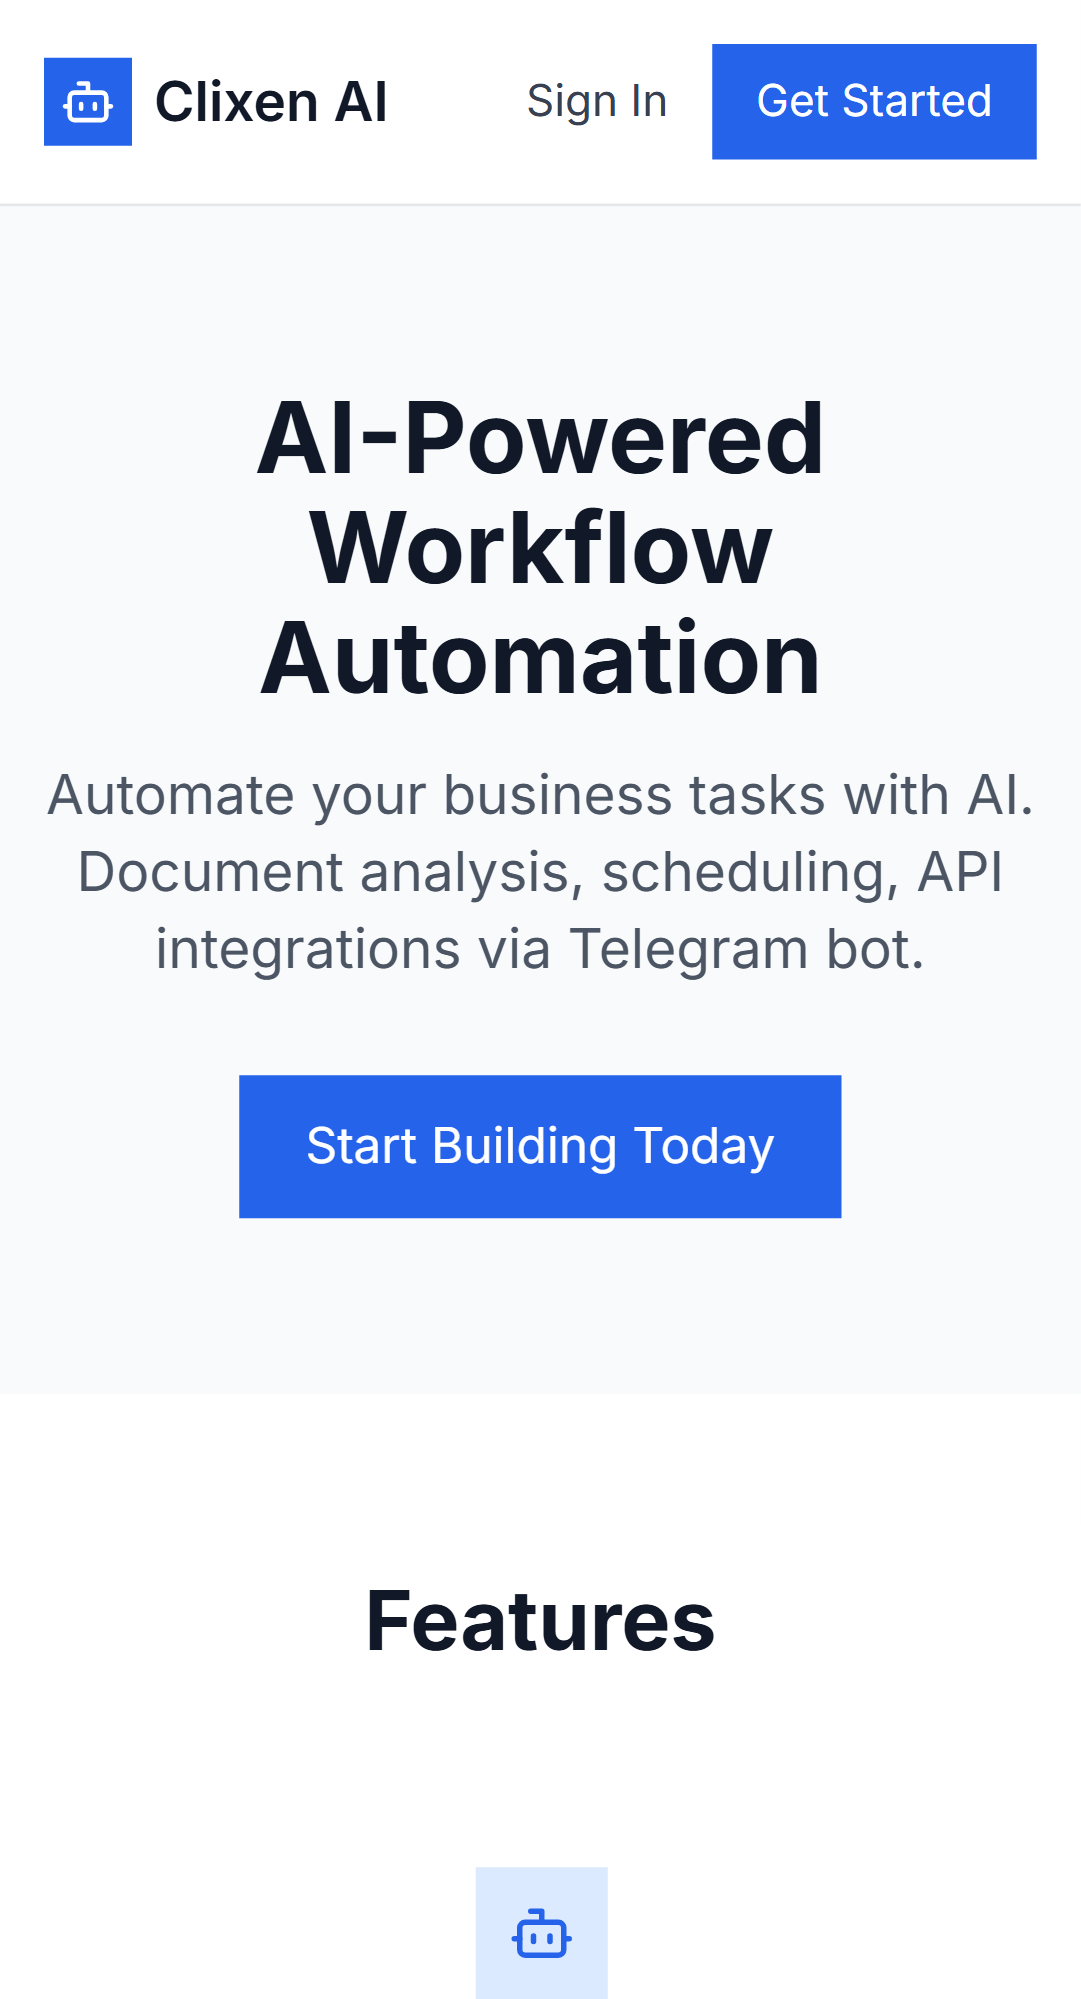 Clixen AI
Sign In
Get Started
AI-Powered
Workflow
Automation
Automate your business tasks with AI.
Document analysis, scheduling, API
integrations via Telegram bot.
Start Building Today
Features